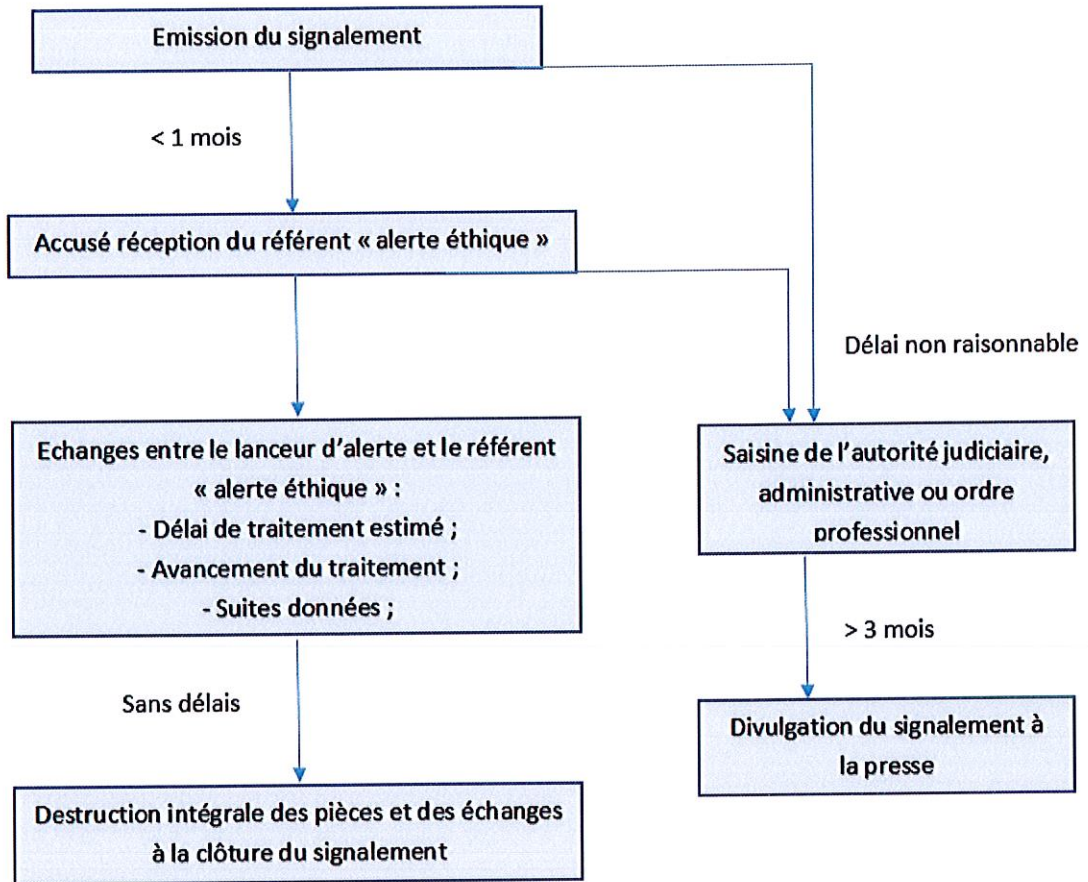 Emission du signalement
< 1 mois
Accusé réception du référent « alerte éthique »
Délai non raisonnable
Echanges entre le lanceur d'alerte et le référent
« alerte éthique » :
- Délai de traitement estimé ;
- Avancement du traitement ;
- Suites données ;
Saisine de l'autorité judiciaire,
administrative ou ordre
professionnel
> 3 mois
Sans délais
Divulgation du signalement à
la presse
Destruction intégrale des pièces et des échanges
à la clôture du signalement